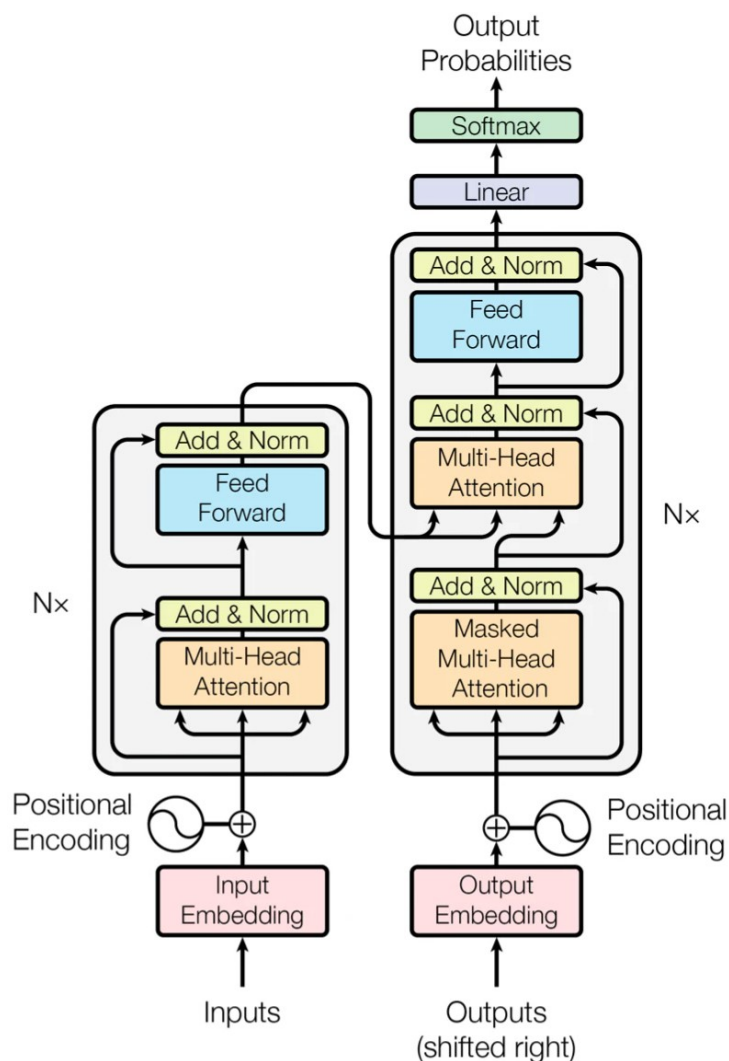 Output
Probabilities
Softmax
Linear
Add & Norm
Feed
Forward
Add & Norm
Multi-Head
Attention
Add & Norm
Masked
Multi-Head
Attention
Nx
Add & Norm
Feed
Forward
Add & Norm
Multi-Head
Attention
Nx
Positional
Encoding
Positional
Encoding
Input
Embedding
Output
Embedding
Inputs
Outputs
(shifted right)